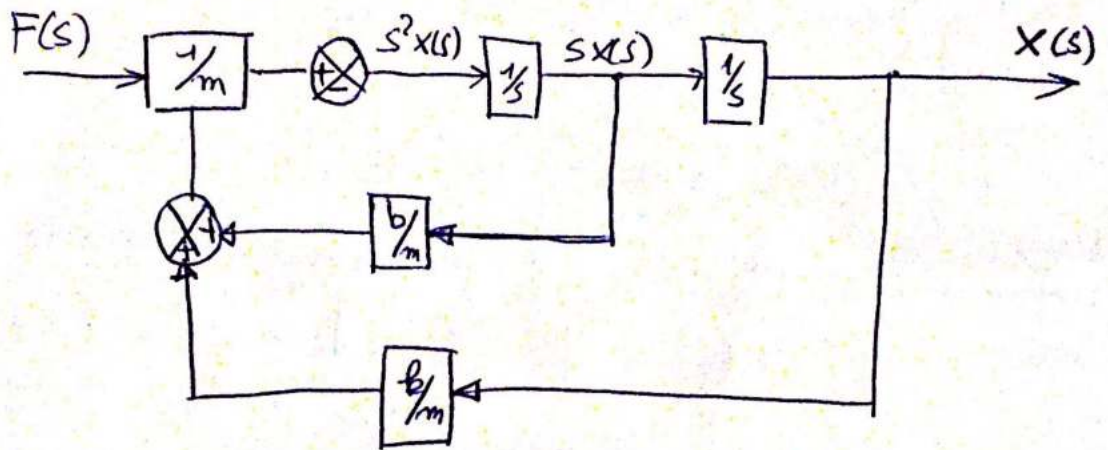 F(s) 1/m + - s²X(s) 1/s sX(s) 1/s X(s)
+ + b/m
k/m